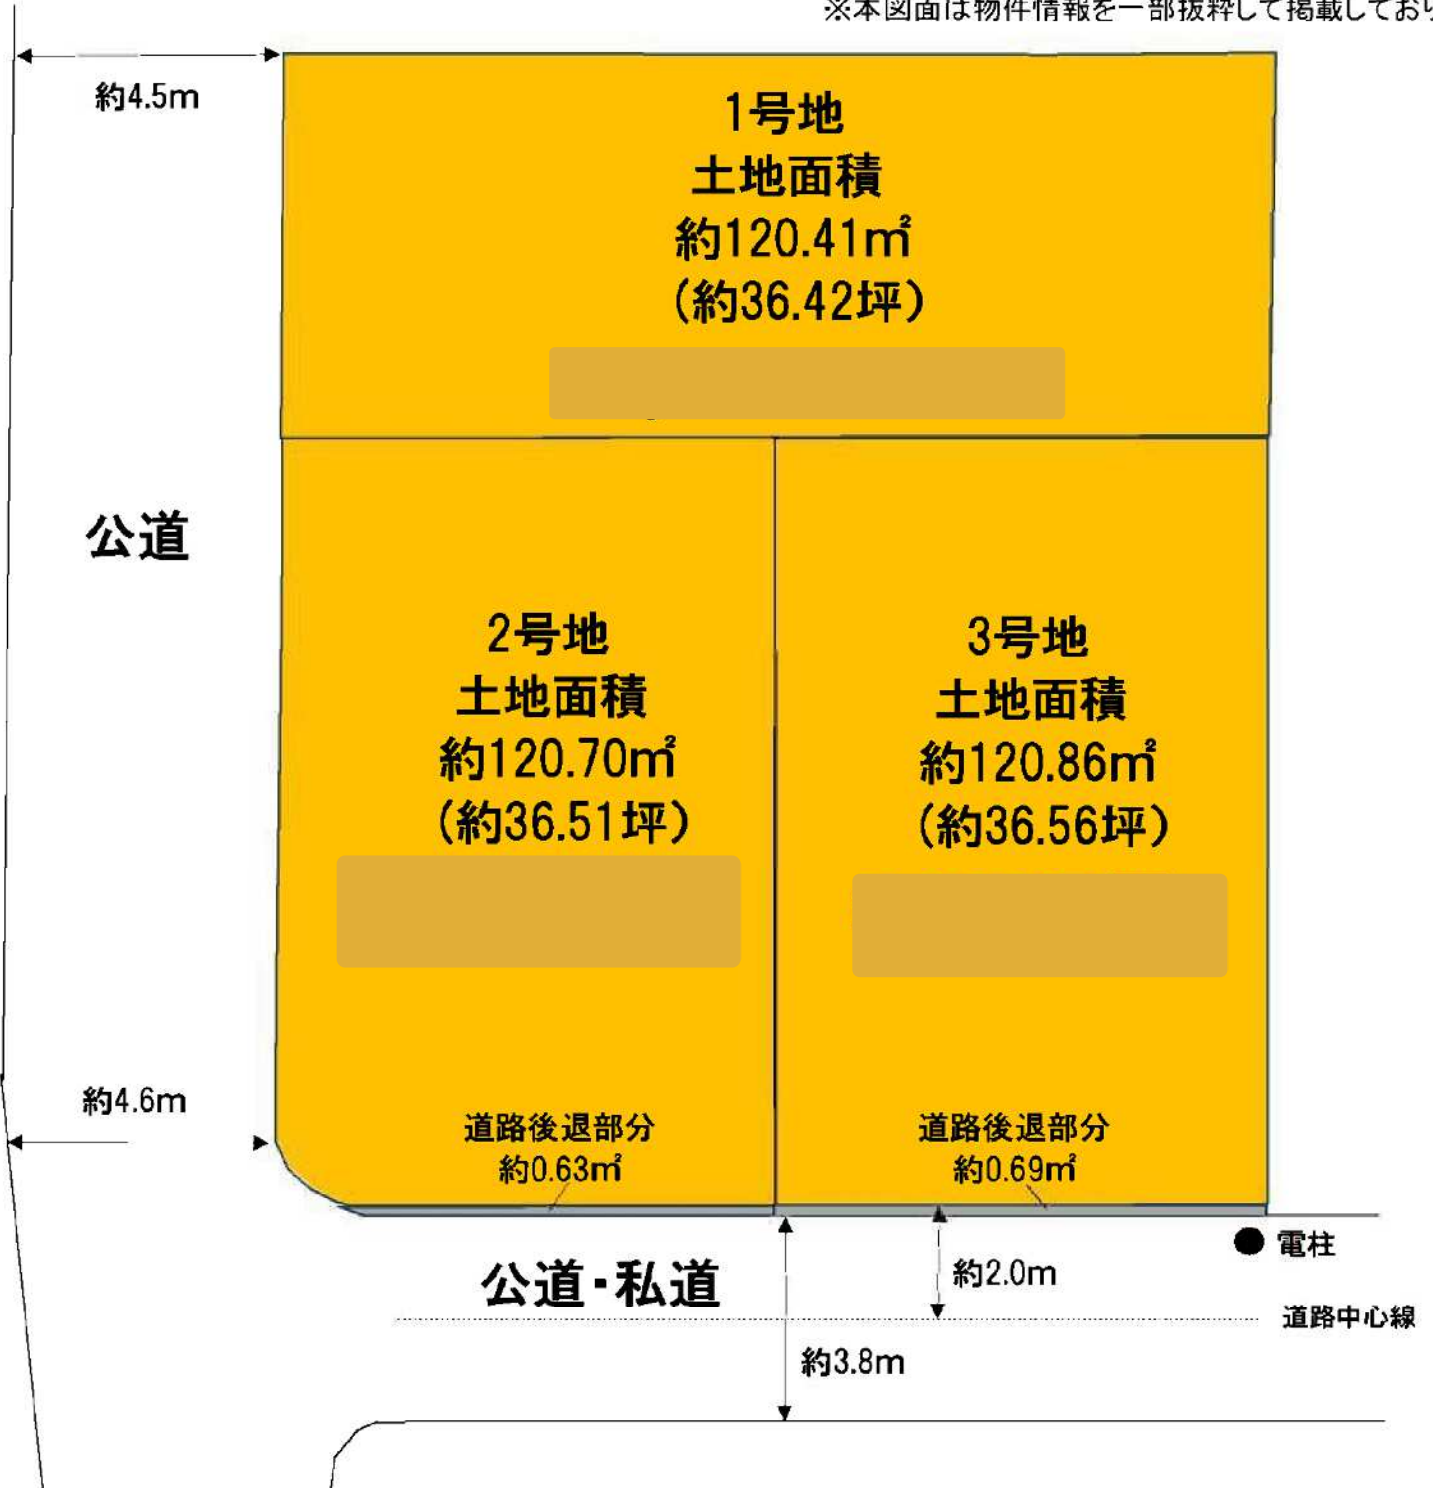 ※本図面は物件情報を一部抜粋して掲載しており
約4.5m
1号地
土地面積
約120.41㎡
(約36.42坪)
公道
2号地
土地面積
約120.70㎡
(約36.51坪)
3号地
土地面積
約120.86㎡
(約36.56坪)
約4.6m
道路後退部分
約0.63㎡
道路後退部分
約0.69㎡
電柱
公道・私道
約2.0m
道路中心線
約3.8m